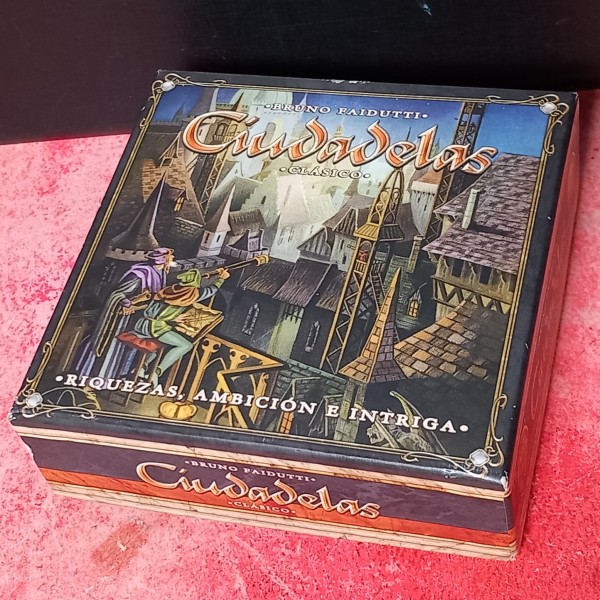 •BRUNO FAIDUTTI•
Ciudadelas
•CLÁSICO•
•RIQUEZAS, AMBICIÓN E INTRIGA•
•BRUNO FAIDUTTI•
Ciudadelas
•CLÁSICO•